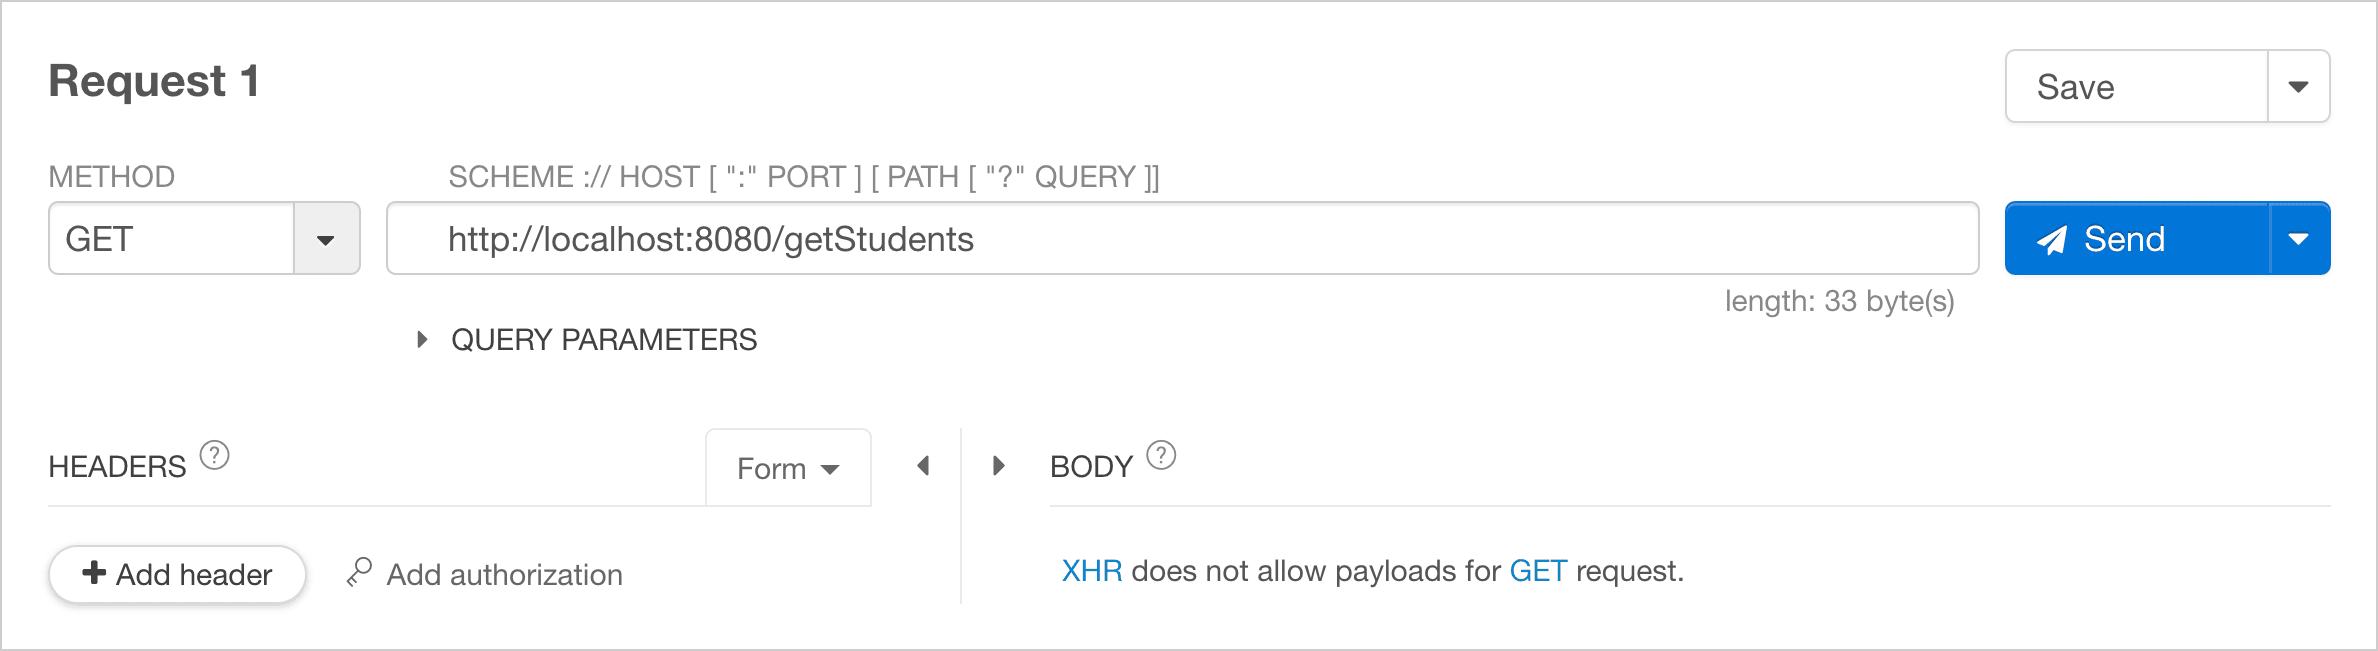 Request 1
Save
METHOD
SCHEME :// HOST [ ":" PORT ] [ PATH [ "?" QUERY ]]
GET
http://localhost:8080/getStudents
Send
length: 33 byte(s)
QUERY PARAMETERS
HEADERS ?
Form
BODY ?
Add header
Add authorization
XHR does not allow payloads for GET request.